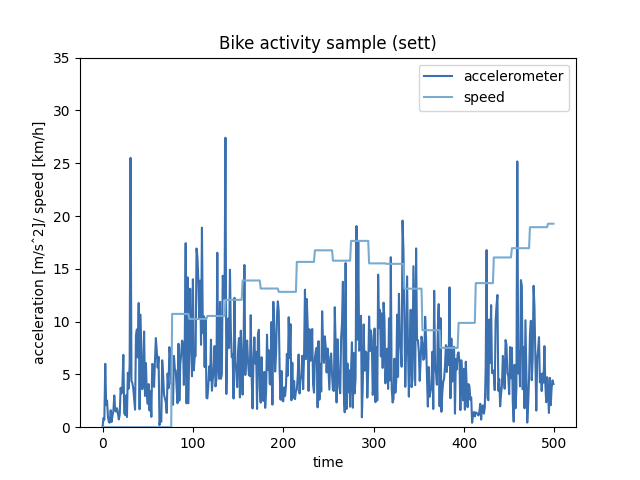 Bike activity sample (sett)
35
30
25
20
15
10
5
0
acceleration [m/s^2]/ speed [km/h]
accelerometer
speed
0 100 200 300 400 500
time